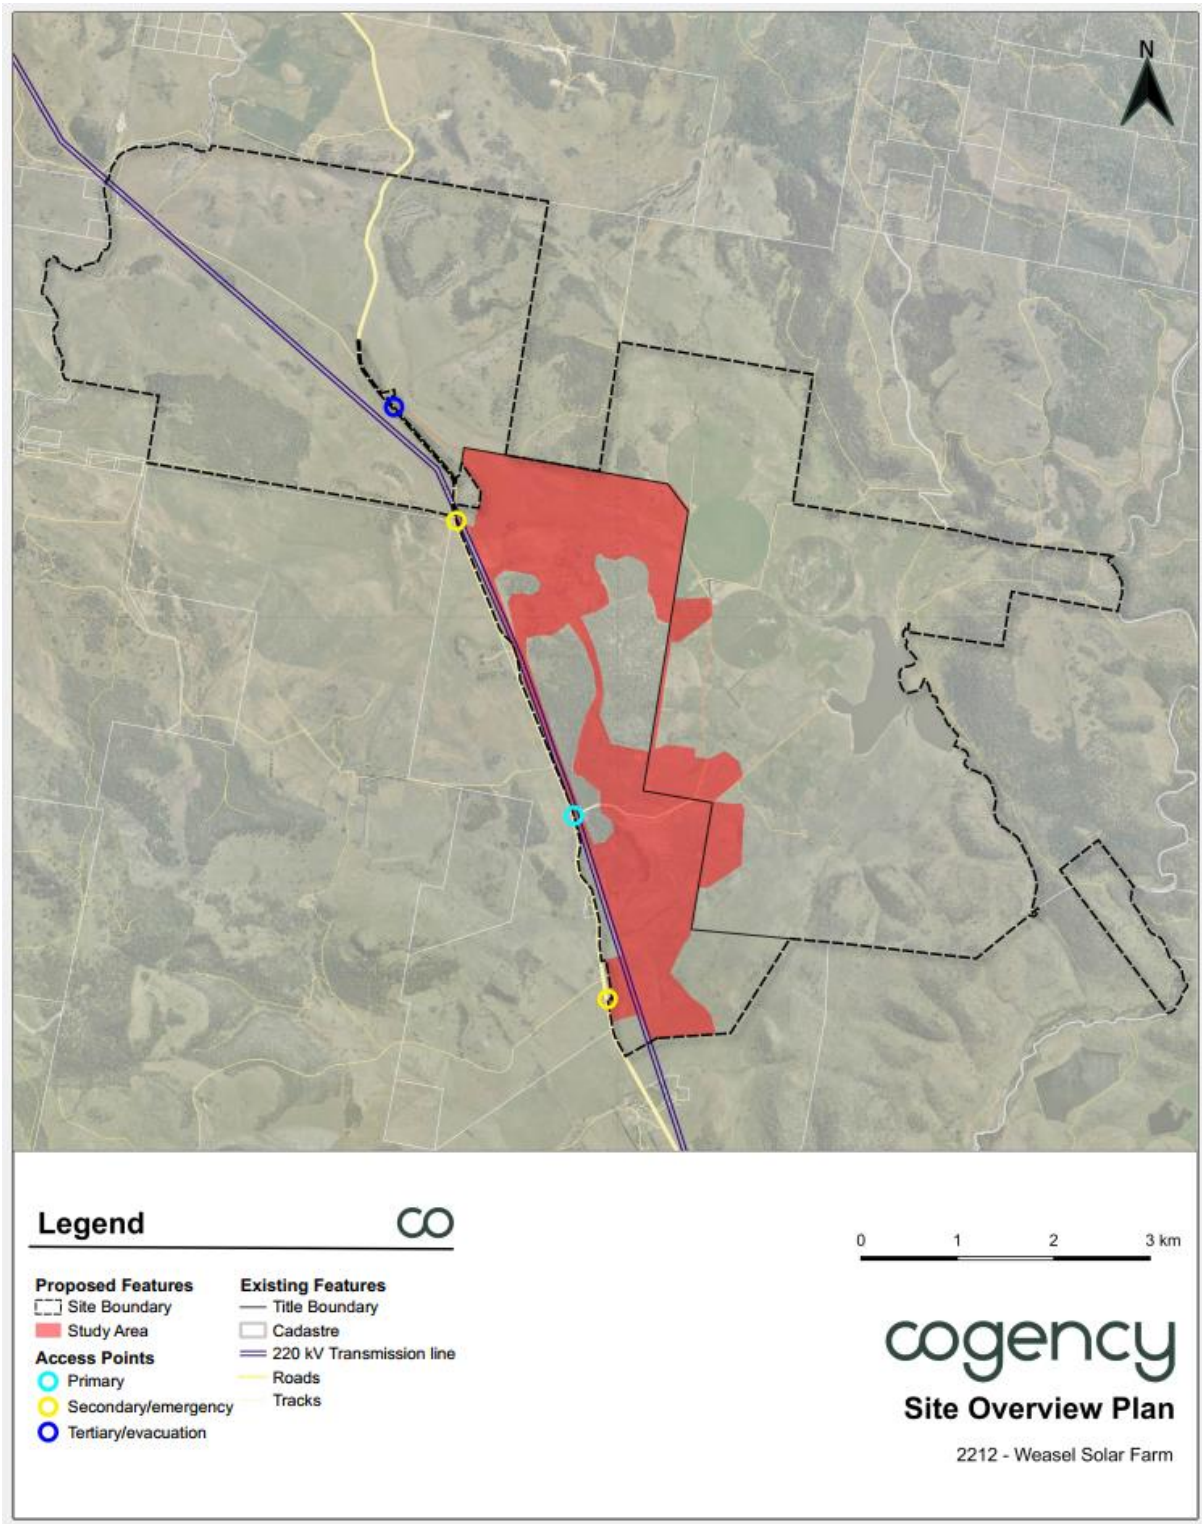 N
Legend
CO
0 1 2 3 km
Proposed Features
Site Boundary
Study Area
Access Points
Primary
Secondary/emergency
Tertiary/evacuation
Existing Features
Title Boundary
Cadastre
220 kV Transmission line
Roads
Tracks
cogency
Site Overview Plan
2212 - Weasel Solar Farm